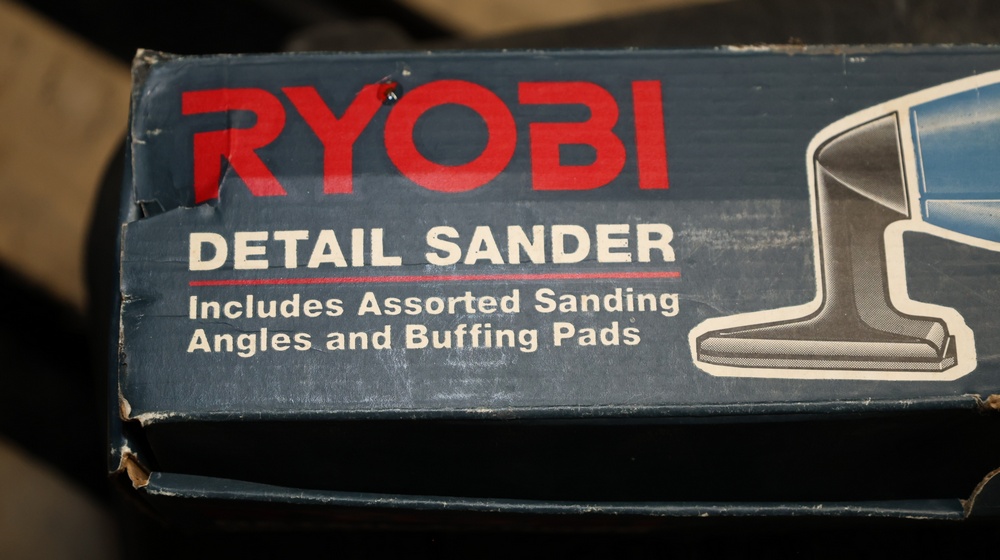 RYOBI
DETAIL SANDER
Includes Assorted Sanding
Angles and Buffing Pads